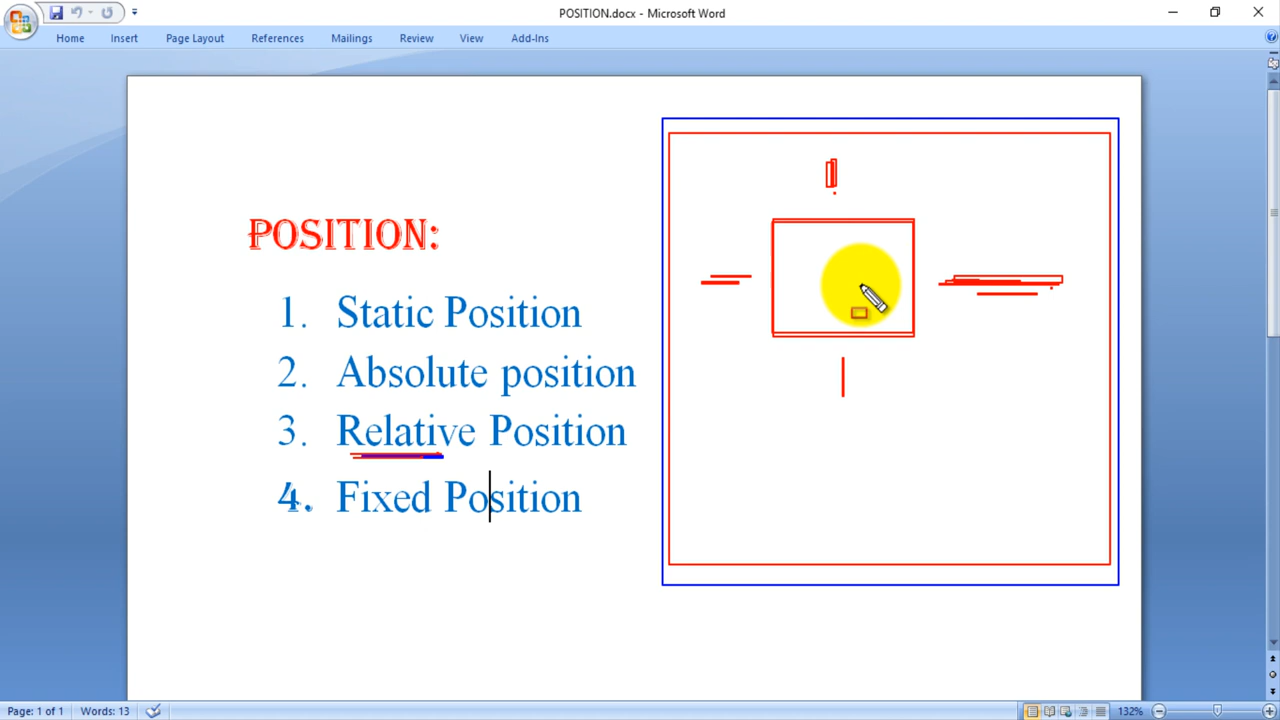 POSITION.docx - Microsoft Word
Home Insert Page Layout References Mailings Review View Add-Ins
POSITION:
1. Static Position
2. Absolute position
3. Relative Position
4. Fixed Position
Page: 1 of 1 Words: 13 132%